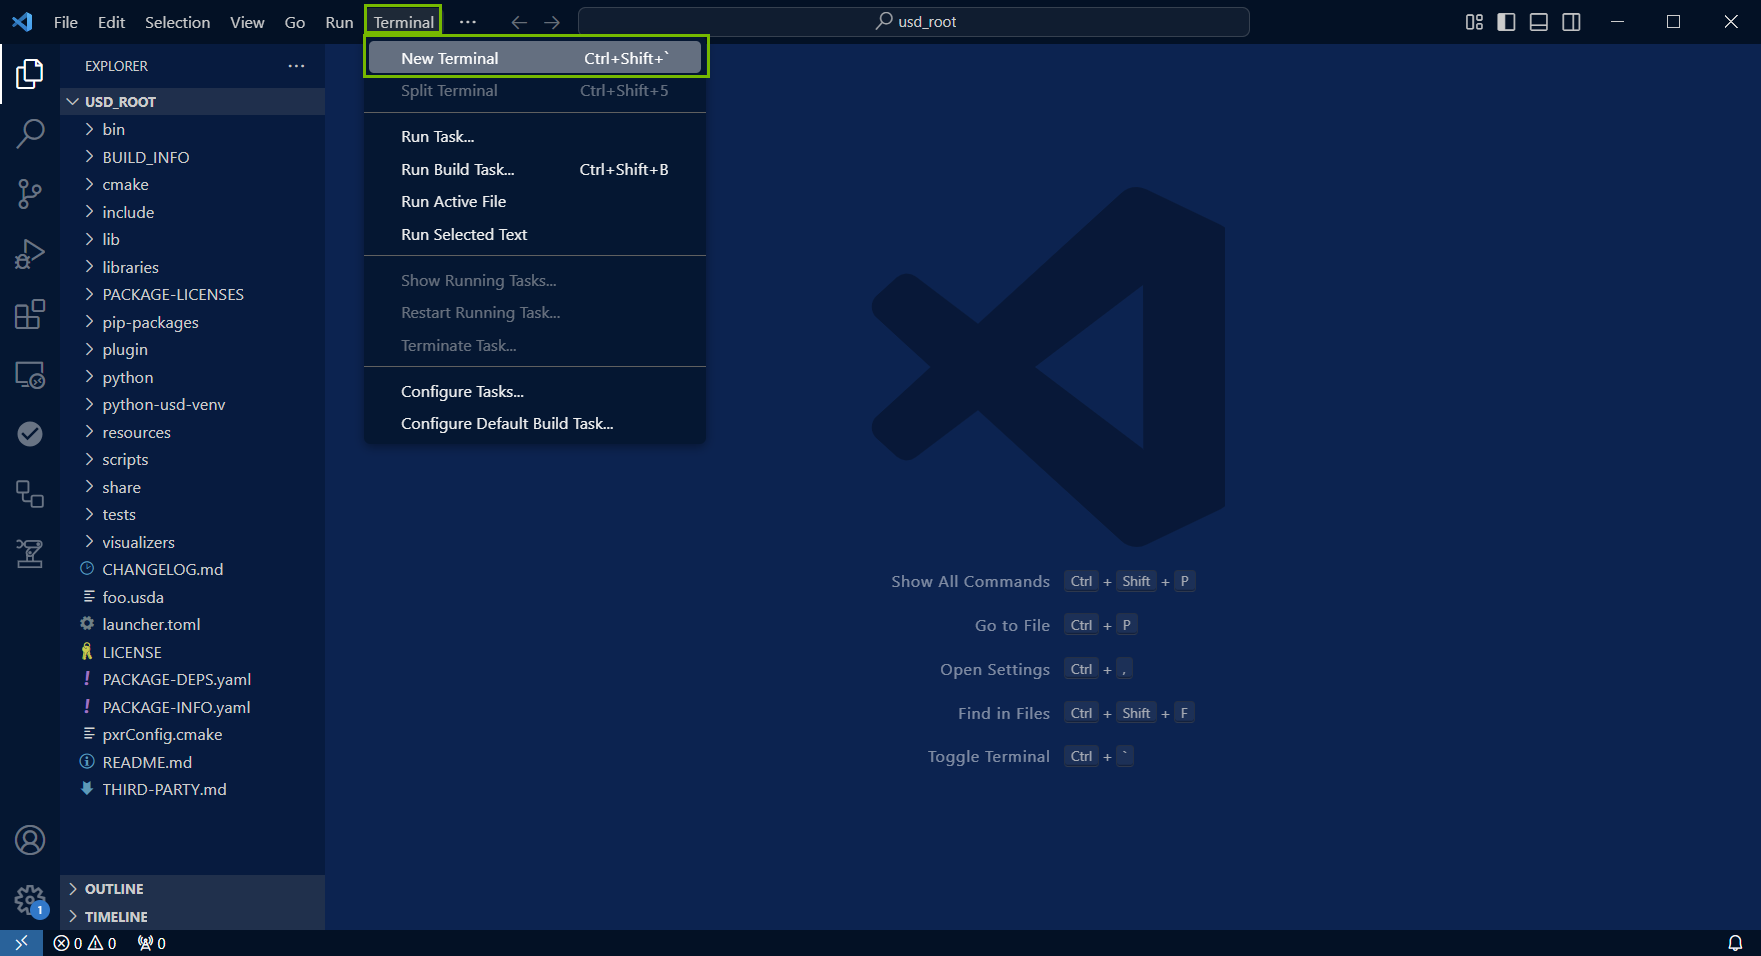 File Edit Selection View Go Run Terminal ··· usd_root
New Terminal Ctrl+Shift+`
Split Terminal Ctrl+Shift+5
Run Task...
Run Build Task... Ctrl+Shift+B
Run Active File
Run Selected Text
Show Running Tasks...
Restart Running Task...
Terminate Task...
Configure Tasks...
Configure Default Build Task...
EXPLORER ···
USD_ROOT
bin
BUILD_INFO
cmake
include
lib
libraries
PACKAGE-LICENSES
pip-packages
plugin
python
python-usd-venv
resources
scripts
share
tests
visualizers
CHANGELOG.md
foo.usda
launcher.toml
LICENSE
! PACKAGE-DEPS.yaml
! PACKAGE-INFO.yaml
pxrConfig.cmake
README.md
THIRD-PARTY.md
OUTLINE
TIMELINE
Show All Commands Ctrl + Shift + P
Go to File Ctrl + P
Open Settings Ctrl + ,
Find in Files Ctrl + Shift + F
Toggle Terminal Ctrl + `
1
0 0 0